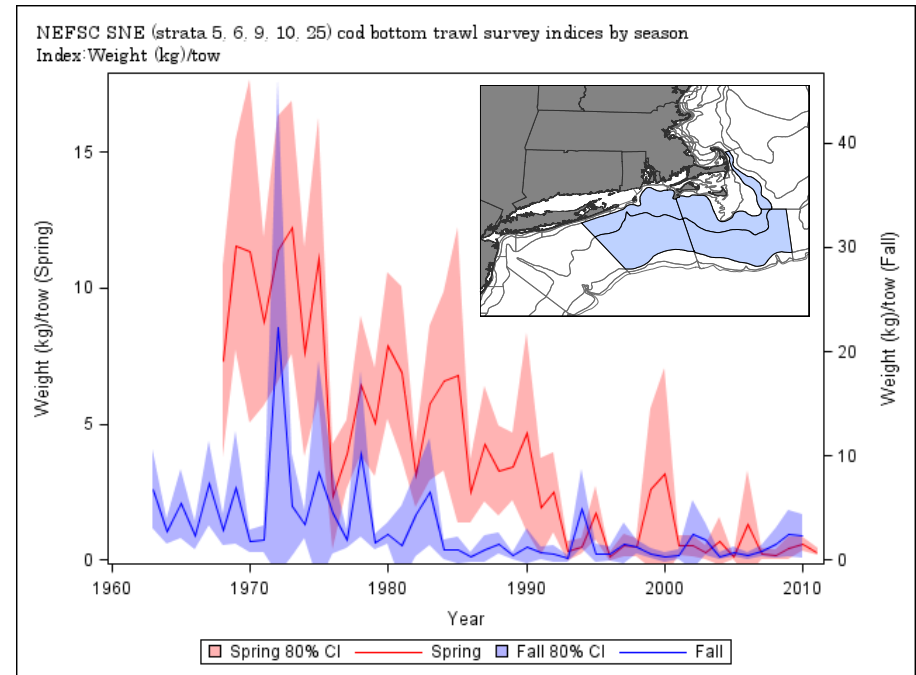 NEFSC SNE (strata 5, 6, 9, 10, 25) cod bottom trawl survey indices by season
Index:Weight (kg)/tow
15
10
5
0
Weight (kg)/tow (Spring)
40
30
20
10
0
Weight (kg)/tow (Fall)
1960 1970 1980 1990 2000 2010
Year
Spring 80% CI Spring Fall 80% CI Fall